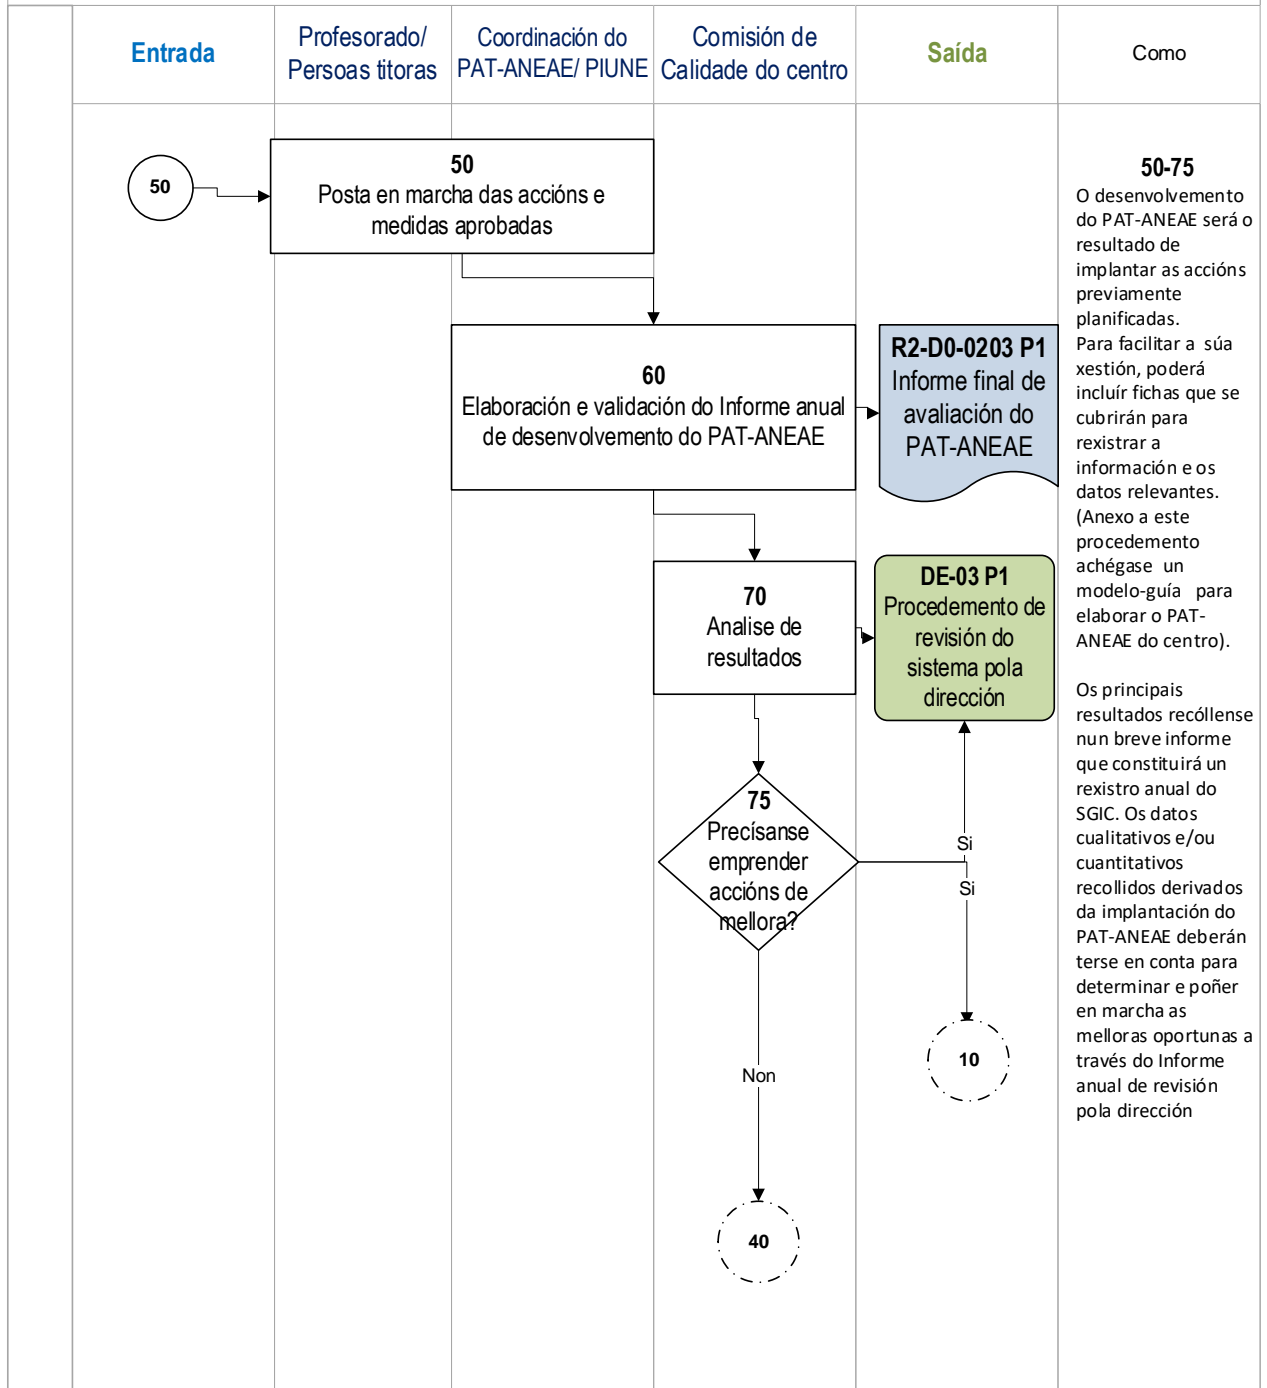 Entrada
Profesorado/
Persoas titoras
Coordinación do
PAT-ANEAE/ PIUNE
Comisión de
Calidade do centro
Saída
Como
50
50
Posta en marcha das accións e
medidas aprobadas
60
Elaboración e validación do Informe anual
de desenvolvemento do PAT-ANEAE
R2-D0-0203 P1
Informe final de
avaliación do
PAT-ANEAE
70
Analise de
resultados
DE-03 P1
Procedemento de
revisión do
sistema pola
dirección
75
Precísanse
emprender
accións de
mellora?
Si
Si
10
Non
40
50-75
O desenvolvemento
do PAT-ANEAE será o
resultado de
implantar as accións
previamente
planificadas.
Para facilitar a súa
xestión, poderá
incluír fichas que se
cubrirán para
rexistrar a
información e os
datos relevantes.
(Anexo a este
procedemento
achégase un
modelo-guía para
elaborar o PAT-
ANEAE do centro).
Os principais
resultados recóllense
nun breve informe
que constituirá un
rexistro anual do
SGIC. Os datos
cualitativos e/ou
cuantitativos
recollidos derivados
da implantación do
PAT-ANEAE deberán
terse en conta para
determinar e poñer
en marcha as
melloras oportunas a
través do Informe
anual de revisión
pola dirección